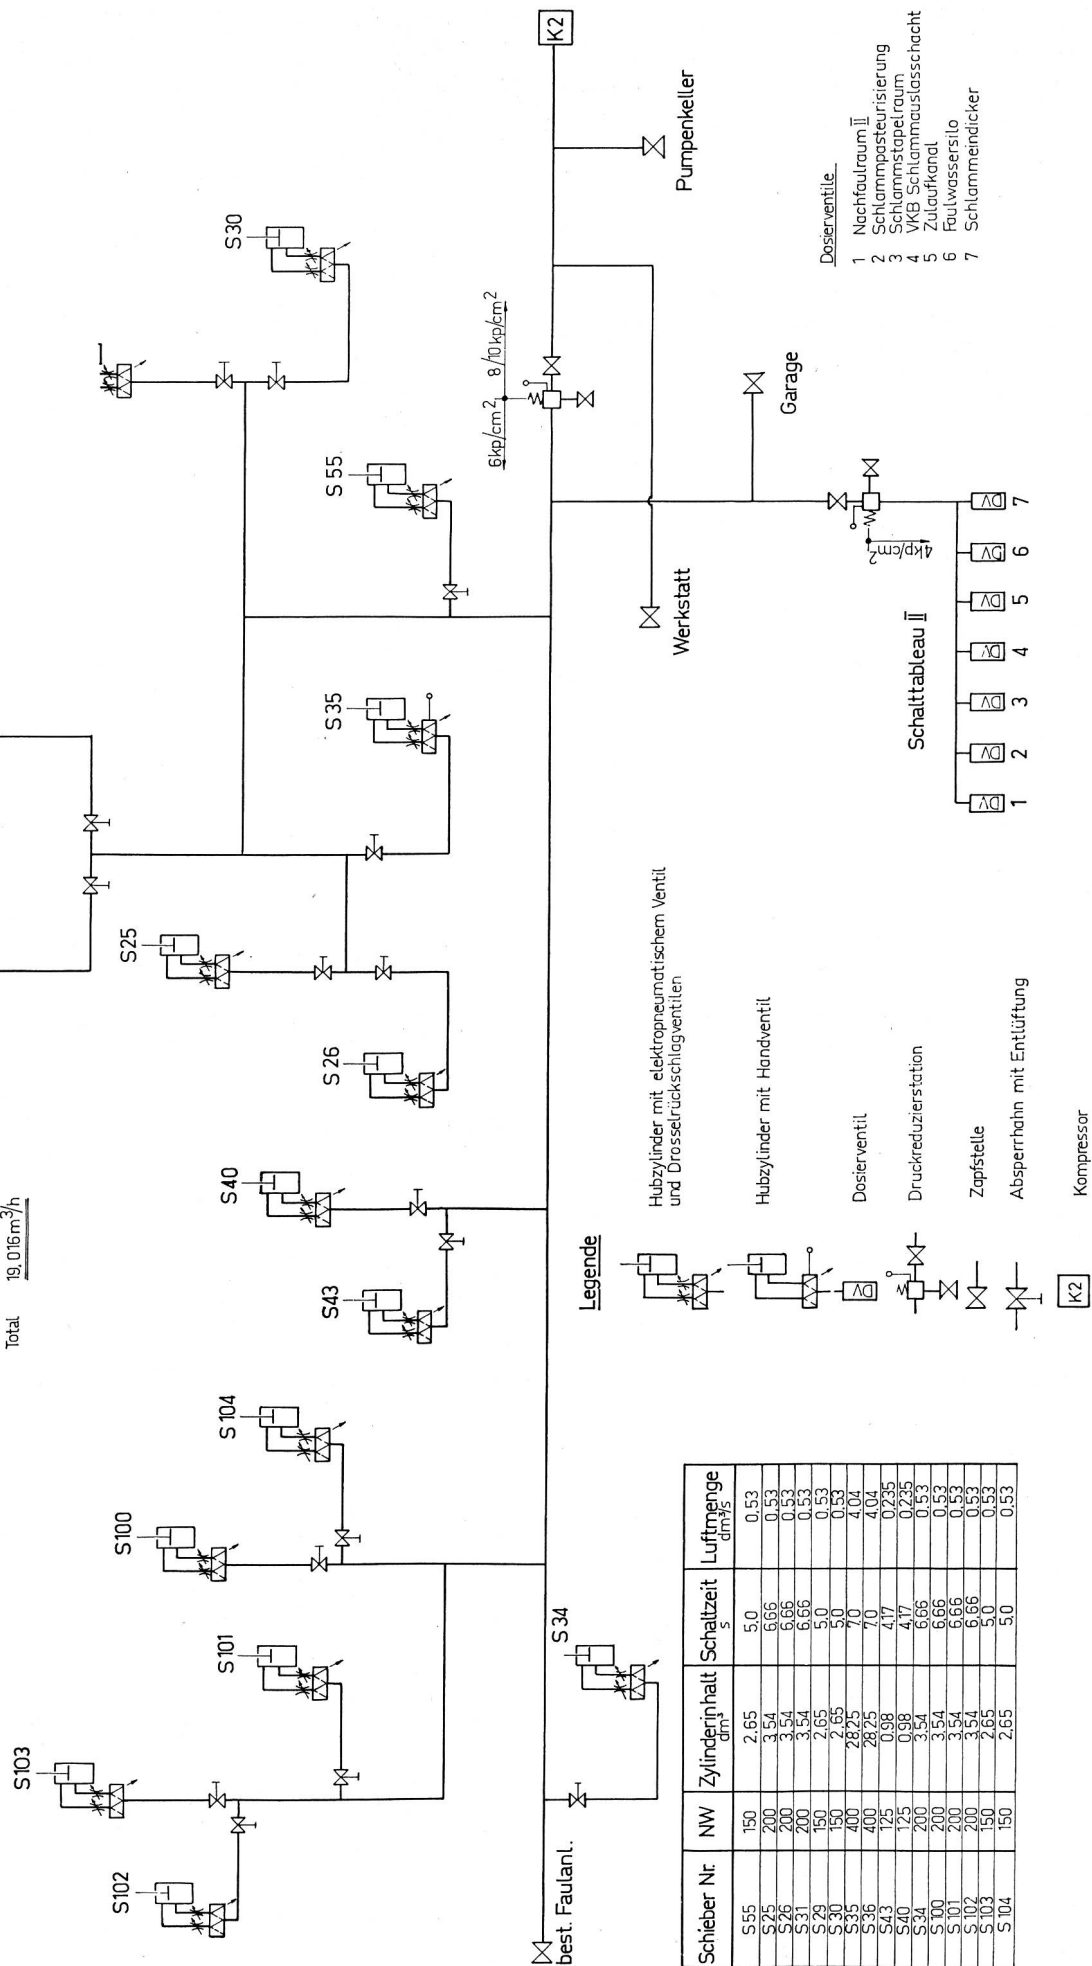 Total 19,016 m³/h
S103
S102
S101
S100
S104
S43
S40
S26
S25
S35
S55
S30
S34
best. Faulanl.
6kp/cm²
8/10kp/cm²
K2
Pumpenkeller
Werkstatt
Garage
4kp/cm²
Schalttableau II
DV DV DV DV DV DV DV
1 2 3 4 5 6 7
Dosierventile
1 Nachfaulraum II
2 Schlammpasteurisierung
3 Schlammstapelraum
4 VKB Schlammauslasschacht
5 Zulaufkanal
6 Faulwassersilo
7 Schlammeindicker
Legende
Hubzylinder mit elektropneumatischem Ventil
und Drosselrückschlagventilen
Hubzylinder mit Handventil
DV Dosierventil
Druckreduzierstation
Zapfstelle
Absperrhahn mit Entlüftung
K2 Kompressor
Schieber Nr. NW Zylinderinhalt Schaltzeit Luftmenge
dm³ s dm³/s
S55 150 2,65 5,0 0,53
S25 200 3,54 6,66 0,53
S26 200 3,54 6,66 0,53
S31 200 3,54 6,66 0,53
S29 150 2,65 5,0 0,53
S30 150 2,65 5,0 0,53
S35 400 28,25 7,0 4,04
S36 400 28,25 7,0 4,04
S43 125 0,98 4,17 0,235
S40 125 0,98 4,17 0,235
S34 200 3,54 6,66 0,53
S100 200 3,54 6,66 0,53
S101 200 3,54 6,66 0,53
S102 200 3,54 6,66 0,53
S103 150 2,65 5,0 0,53
S104 150 2,65 5,0 0,53